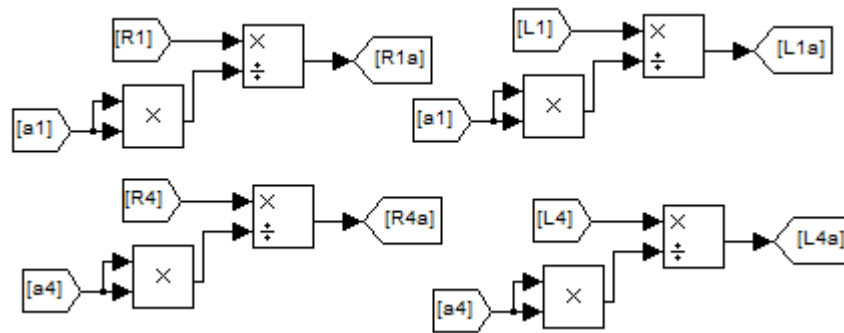 [R1]
×
÷
[R1a]
[a1]
×
[L1]
×
÷
[L1a]
[a1]
×
[R4]
×
÷
[R4a]
[a4]
×
[L4]
×
÷
[L4a]
[a4]
×